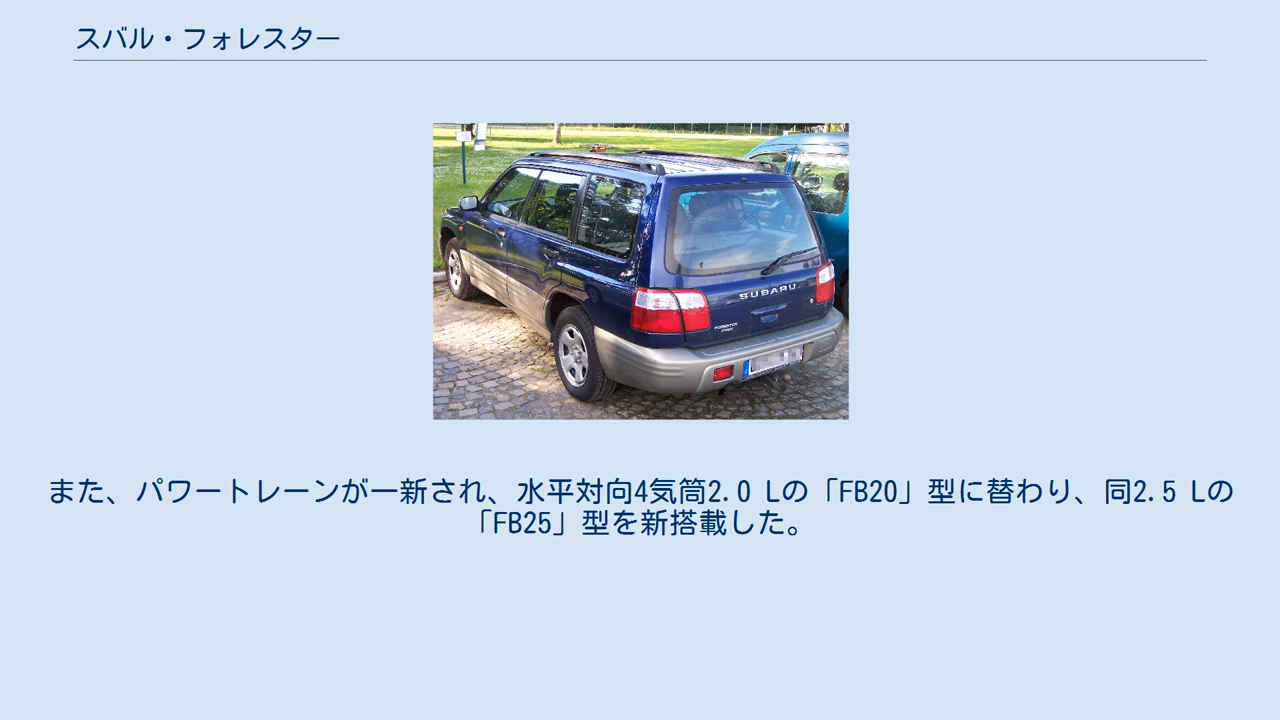 スバル・フォレスター
SUBARU
FORESTER
また、パワートレーンが一新され、水平対向4気筒2.0 Lの「FB20」型に替わり、同2.5 Lの
「FB25」型を新搭載した。